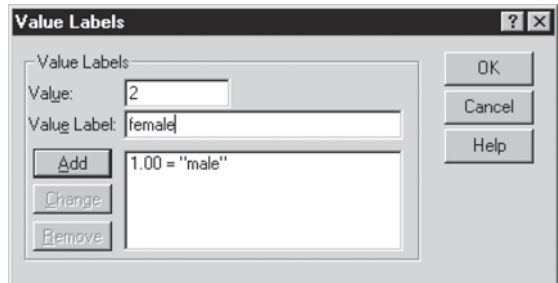 Value Labels
Value Labels
Value: 2
Value Label: female
Add
1.00 = "male"
Change
Remove
OK
Cancel
Help